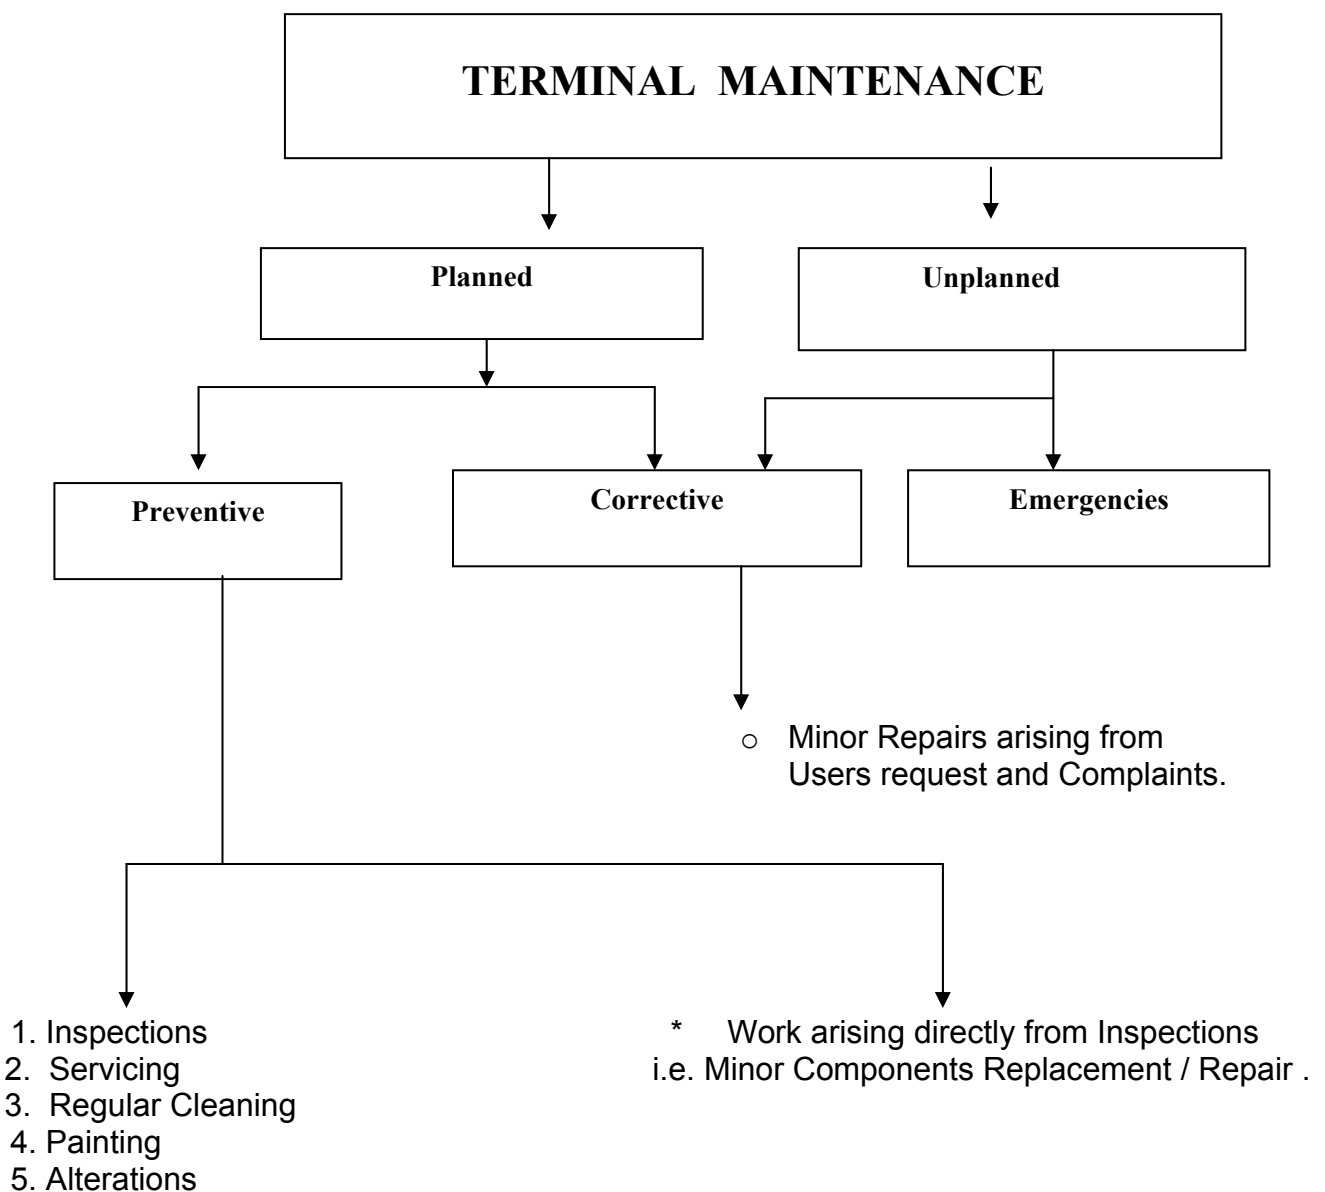 TERMINAL MAINTENANCE
Planned
Unplanned
Preventive
Corrective
Emergencies
o Minor Repairs arising from
Users request and Complaints.
1. Inspections
2. Servicing
3. Regular Cleaning
4. Painting
5. Alterations
* Work arising directly from Inspections
i.e. Minor Components Replacement / Repair .